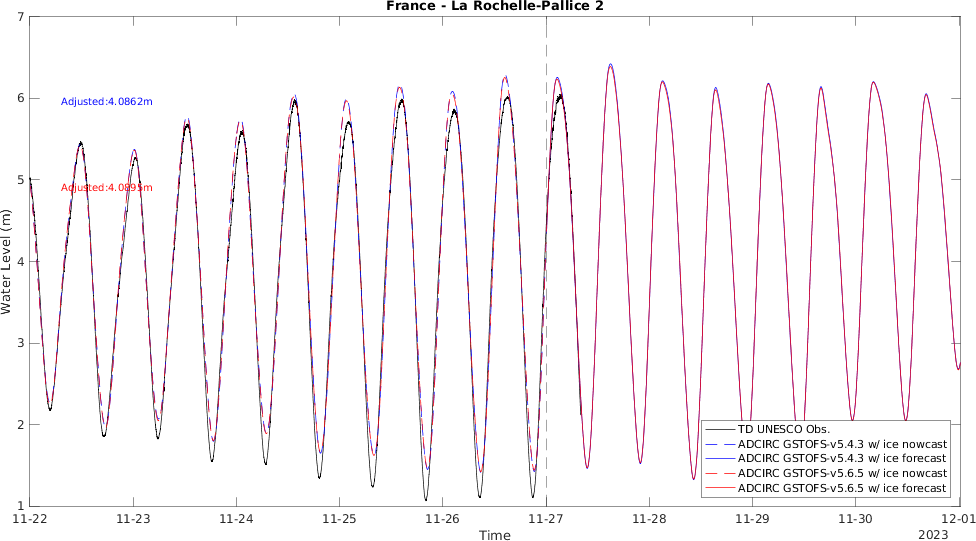 France - La Rochelle-Pallice 2
7
6
5
4
3
2
1
Water Level (m)
Adjusted:4.0862m
Adjusted:4.0895m
TD UNESCO Obs.
ADCIRC GSTOFS-v5.4.3 w/ ice nowcast
ADCIRC GSTOFS-v5.4.3 w/ ice forecast
ADCIRC GSTOFS-v5.6.5 w/ ice nowcast
ADCIRC GSTOFS-v5.6.5 w/ ice forecast
11-22 11-23 11-24 11-25 11-26 11-27 11-28 11-29 11-30 12-01
Time
2023